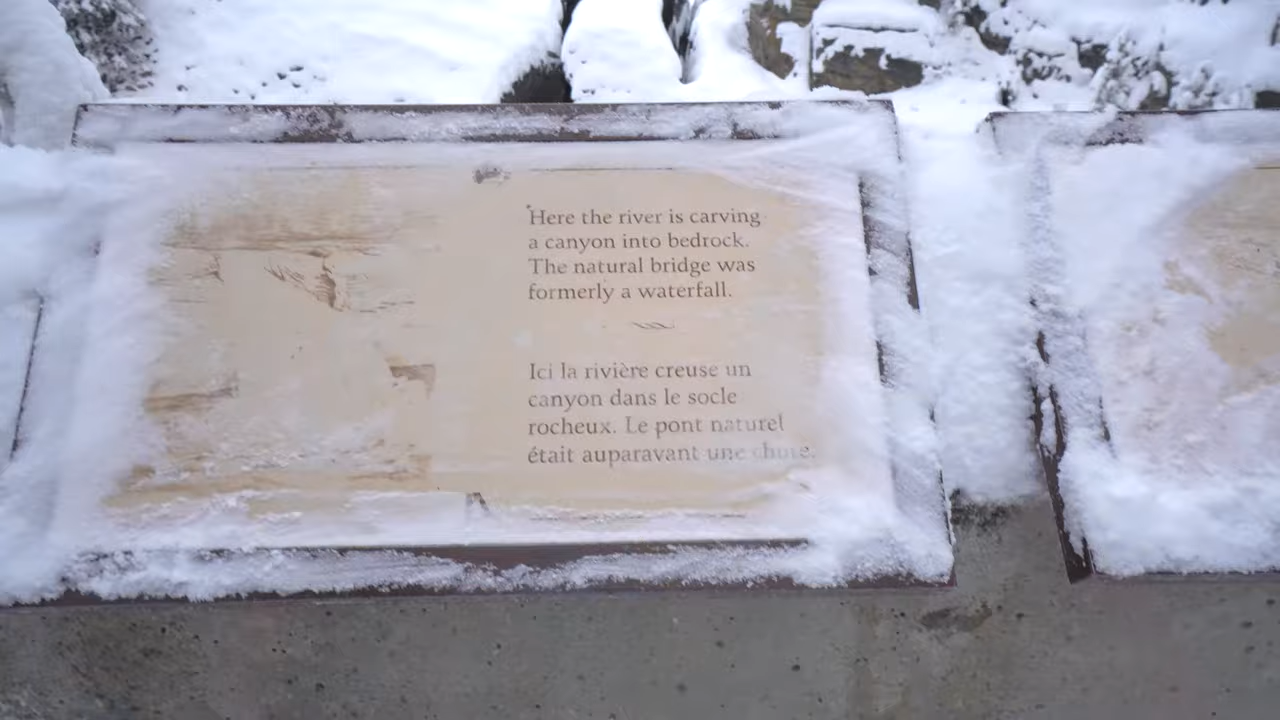 Here the river is carving
a canyon into bedrock.
The natural bridge was
formerly a waterfall.
Ici la rivière creuse un
canyon dans le socle
rocheux. Le pont naturel
était auparavant une chute.